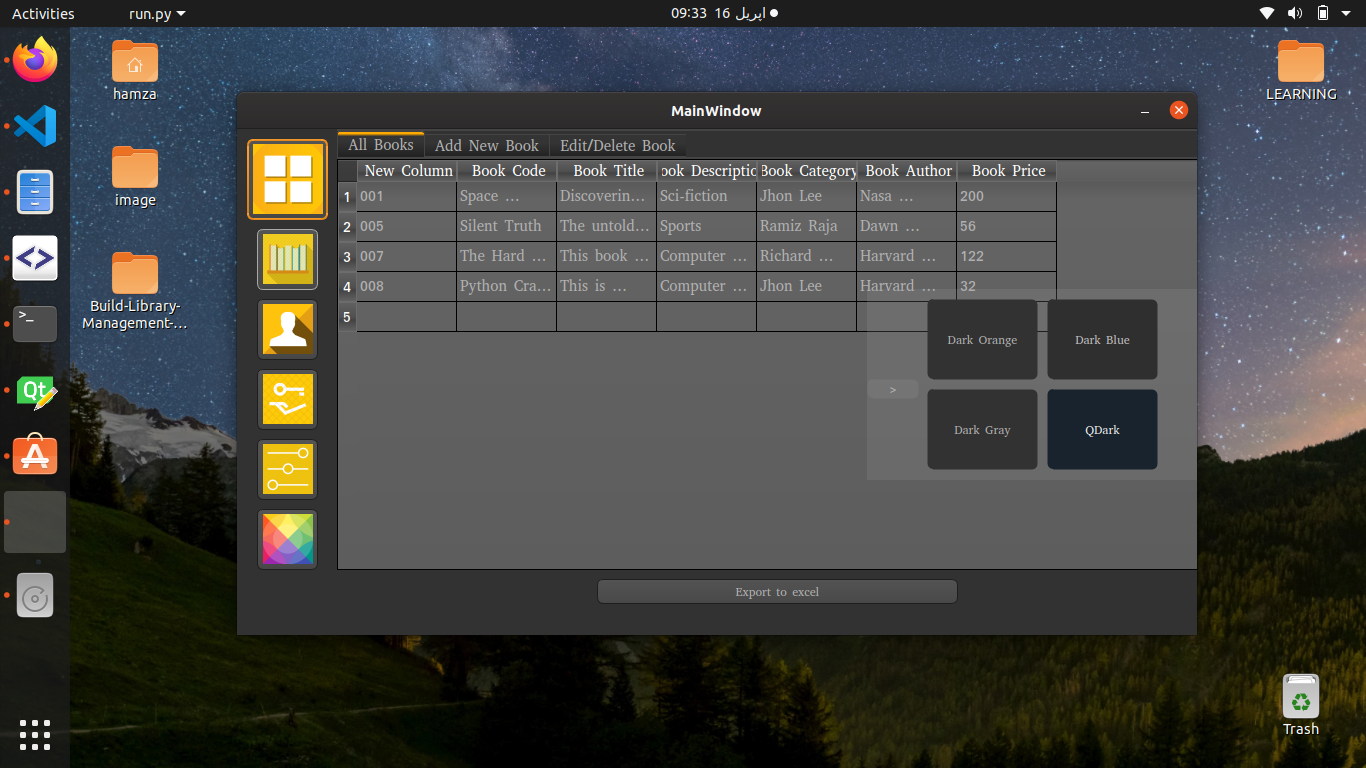 Activities
run.py
09:33 16 اپریل
hamza
image
Build-Library-
Management-...
LEARNING
Trash
MainWindow
All Books
Add New Book
Edit/Delete Book
New Column Book Code Book Title ook Descriptio Book Category Book Author Book Price
1 001 Space ... Discoverin... Sci-fiction Jhon Lee Nasa ... 200
2 005 Silent Truth The untold... Sports Ramiz Raja Dawn ... 56
3 007 The Hard ... This book ... Computer ... Richard ... Harvard ... 122
4 008 Python Cra... This is ... Computer ... Jhon Lee Harvard ... 32
5
Dark Orange
Dark Blue
>
Dark Gray
QDark
Export to excel
Qt
>_